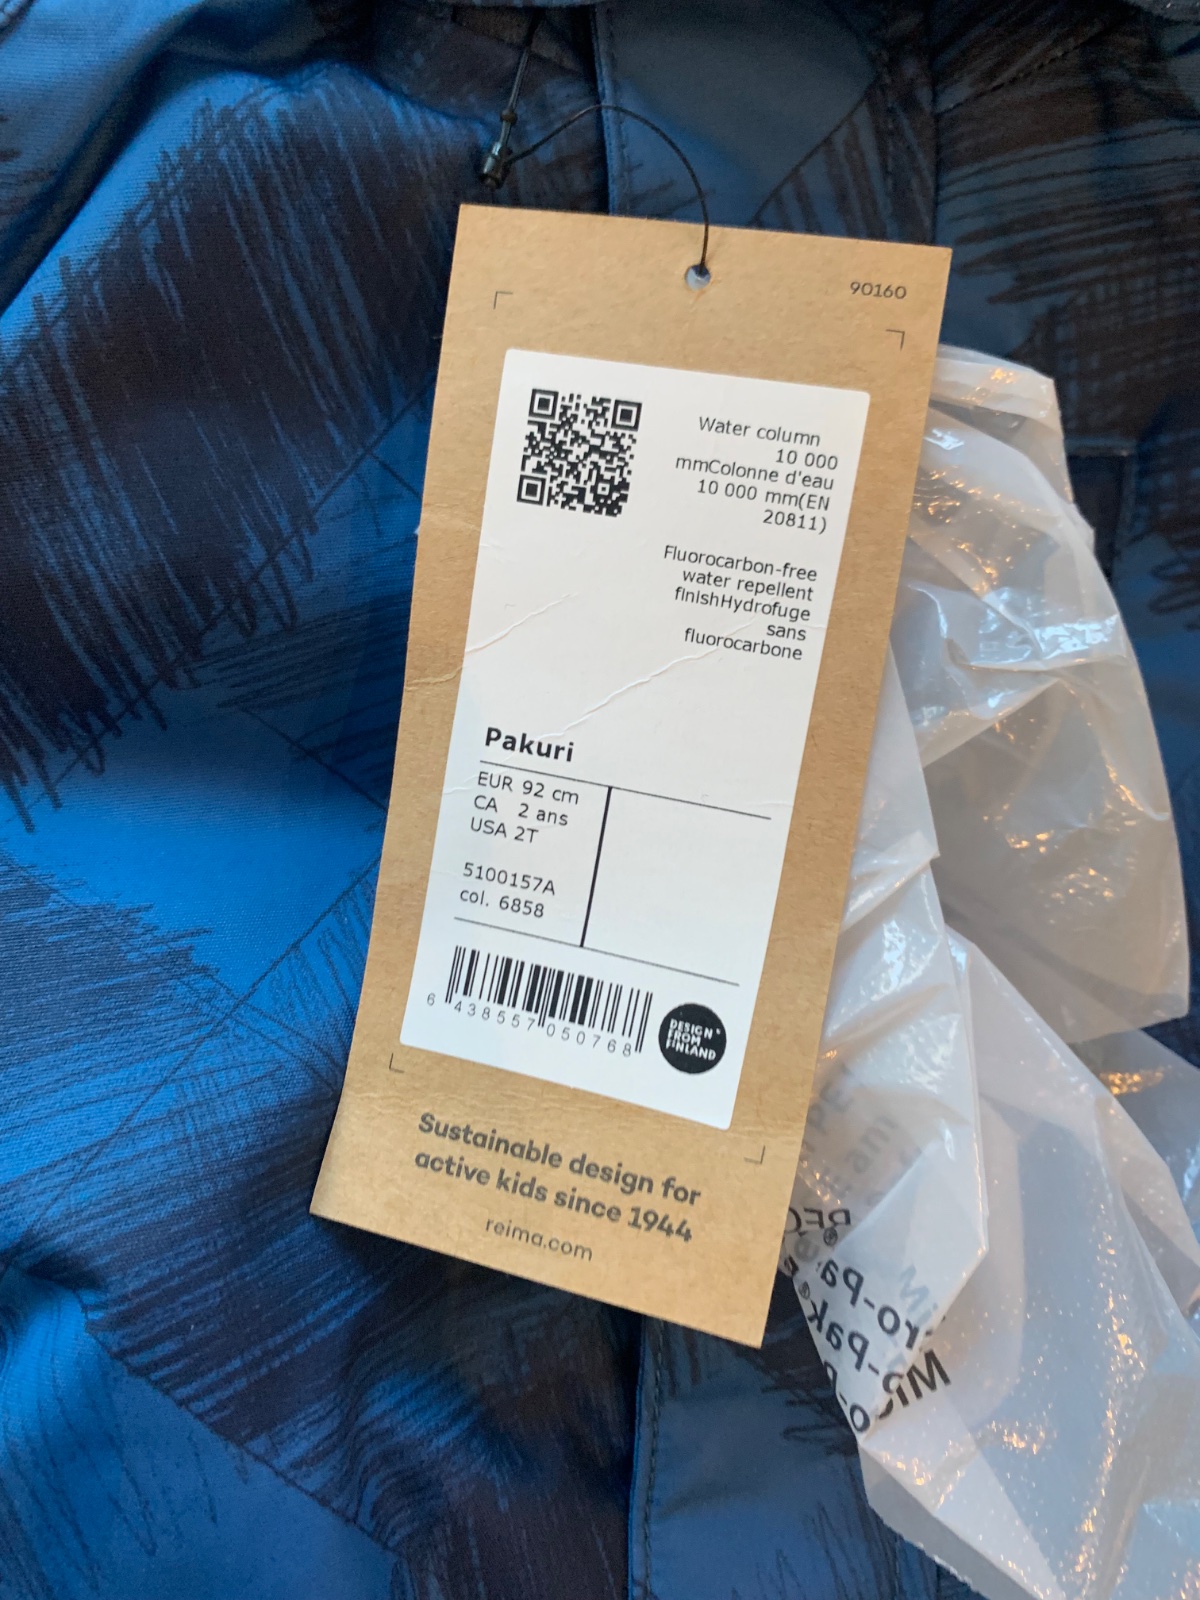 90160
Water column
10 000
mmColonne d'eau
10 000 mm(EN
20811)
Fluorocarbon-free
water repellent
finishHydrofuge
sans
fluorocarbone
Pakuri
EUR 92 cm
CA 2 ans
USA 2T
5100157A
col. 6858
6 438557 050768
DESIGN
FROM
FINLAND
Sustainable design for
active kids since 1944
reima.com